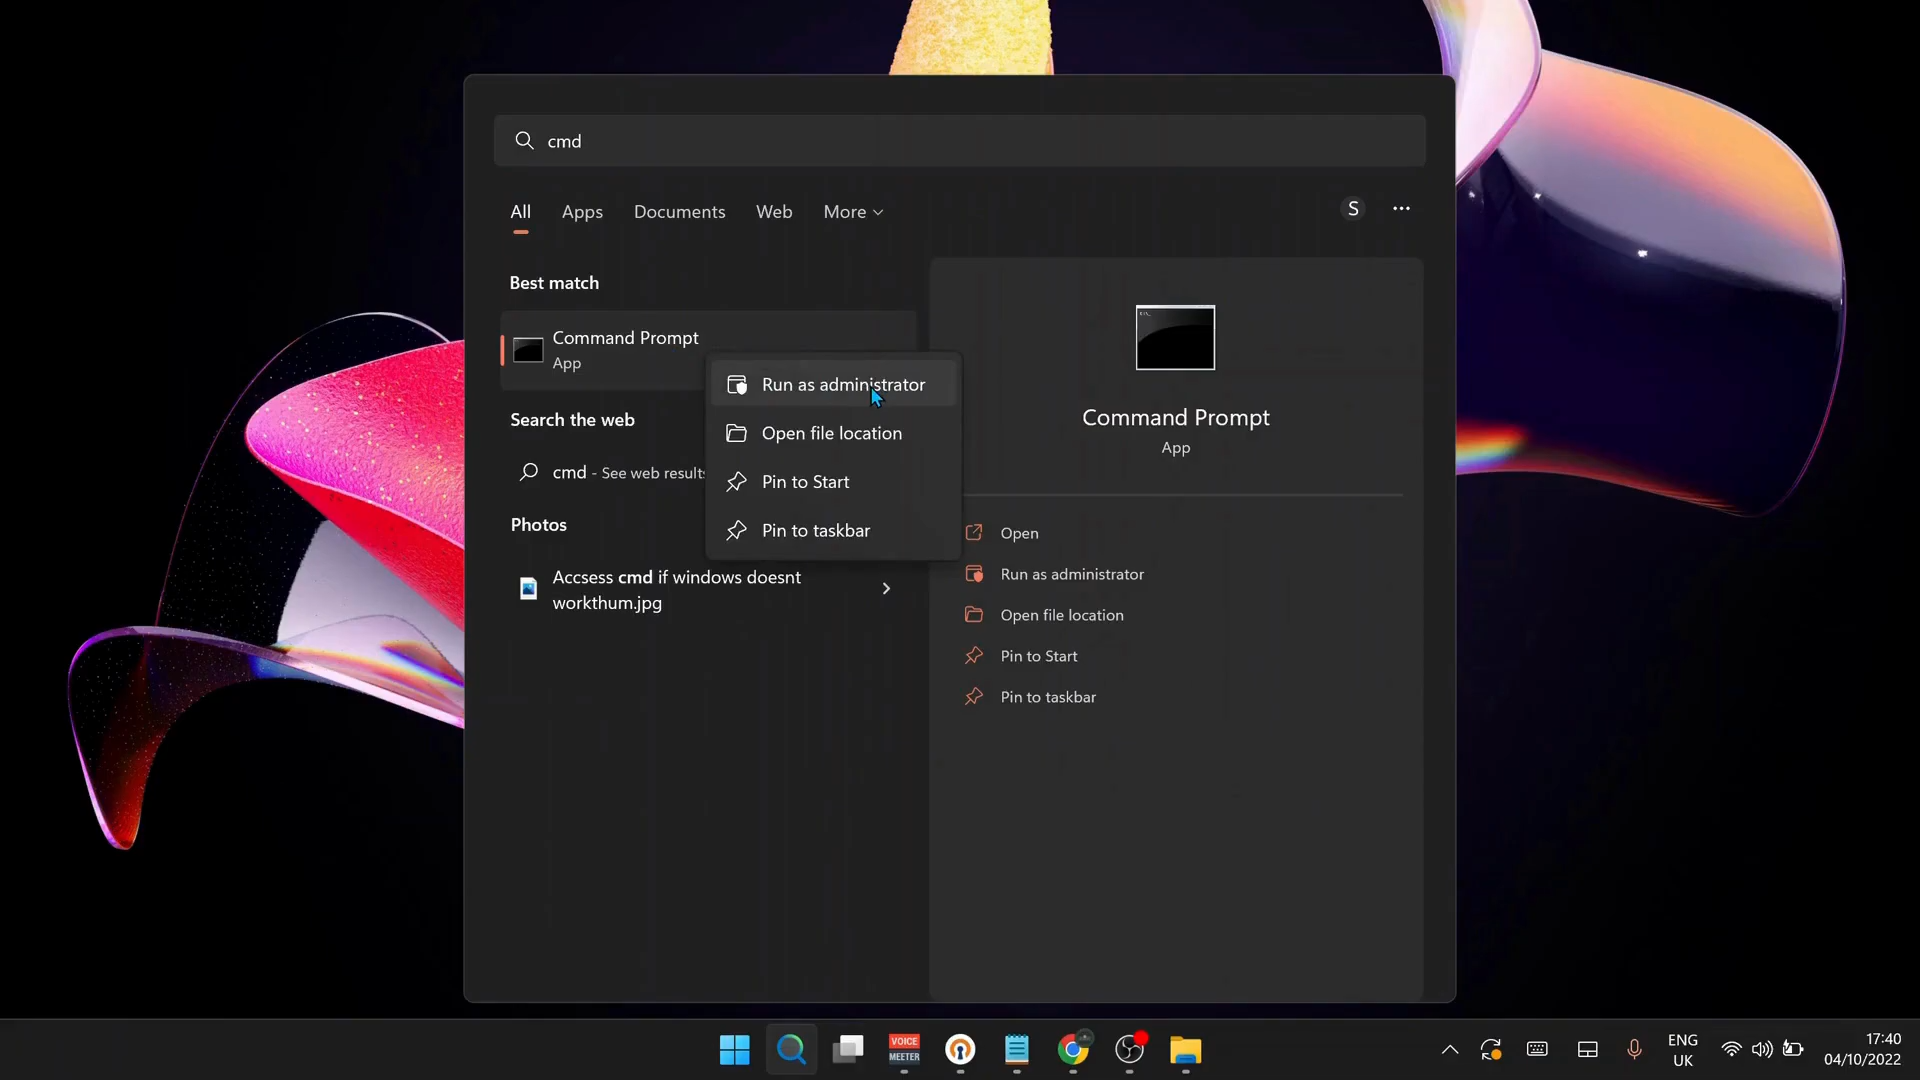 cmd
All Apps Documents Web More
S
Best match
Command Prompt
App
Run as administrator
Open file location
Pin to Start
Pin to taskbar
Search the web
cmd - See web results
Photos
Accsess cmd if windows doesnt
workthum.jpg
Command Prompt
App
Open
Run as administrator
Open file location
Pin to Start
Pin to taskbar
VOICE
MEETER
ENG
UK
17:40
04/10/2022